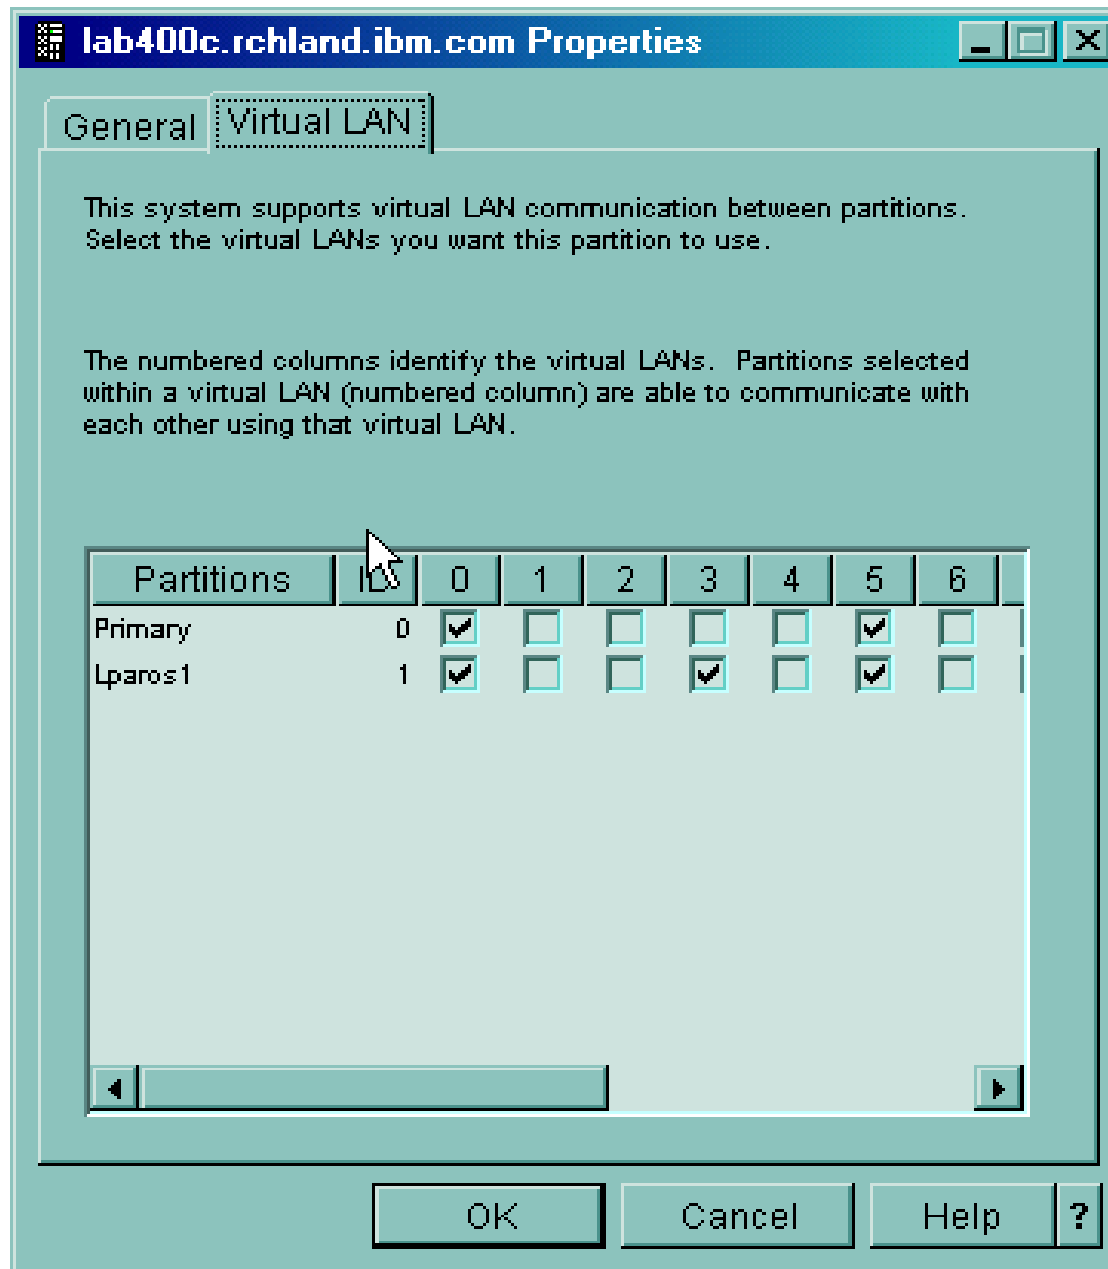 lab400c.rchland.ibm.com Properties
General Virtual LAN
This system supports virtual LAN communication between partitions.
Select the virtual LANs you want this partition to use.
The numbered columns identify the virtual LANs. Partitions selected
within a virtual LAN (numbered column) are able to communicate with
each other using that virtual LAN.
Partitions ID 0 1 2 3 4 5 6
Primary 0
Lparos1 1
OK Cancel Help ?